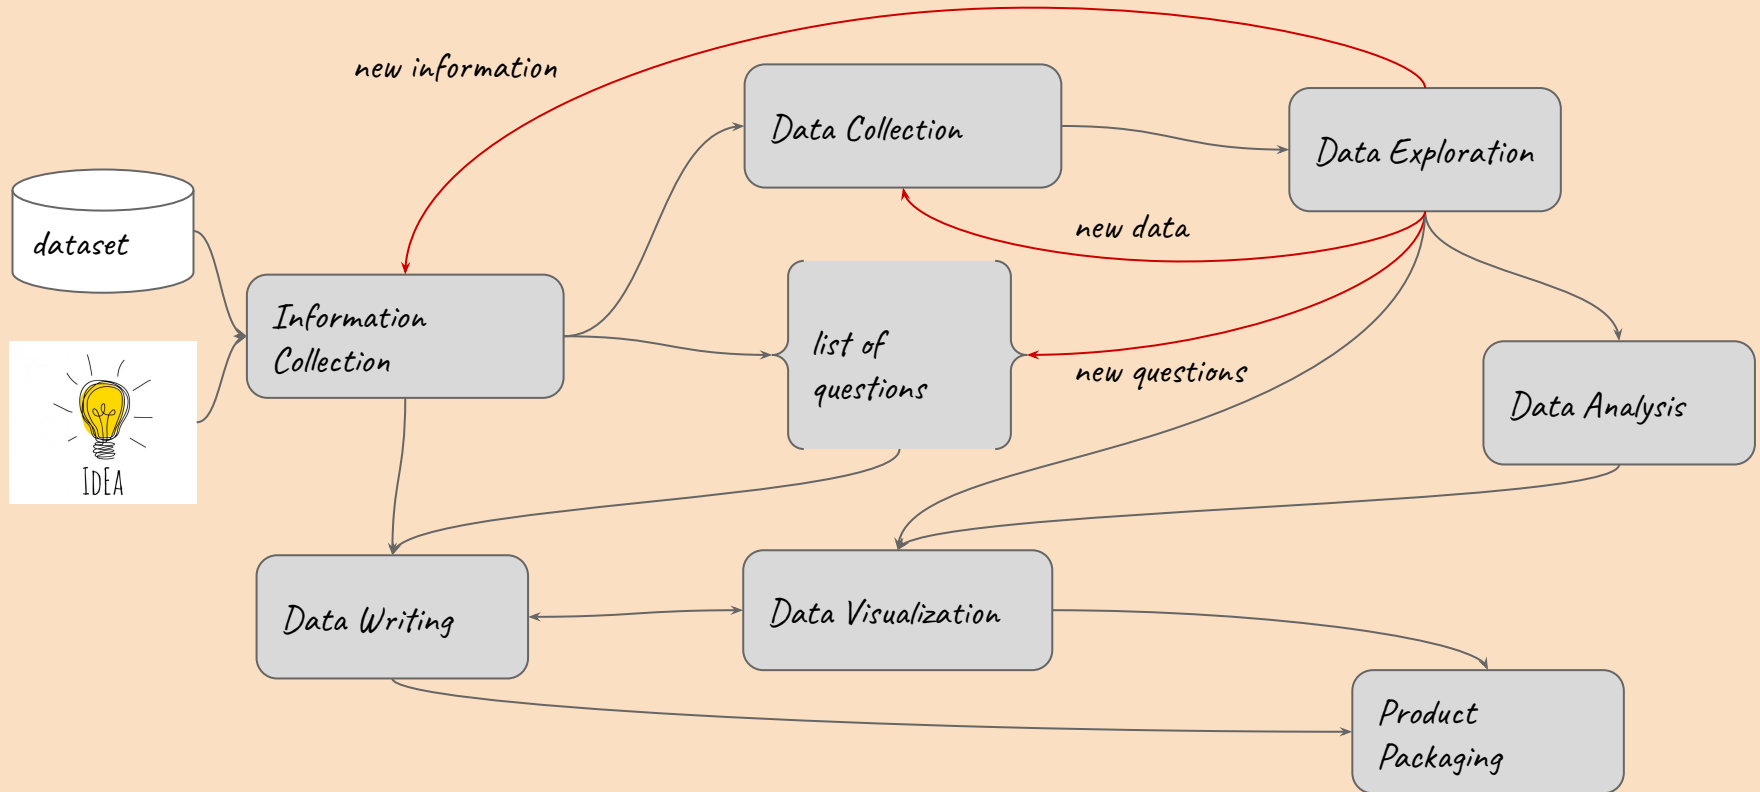 new information
Data Collection
Data Exploration
dataset
new data
Information
Collection
list of
questions
new questions
Data Analysis
IDEA
Data Writing
Data Visualization
Product
Packaging